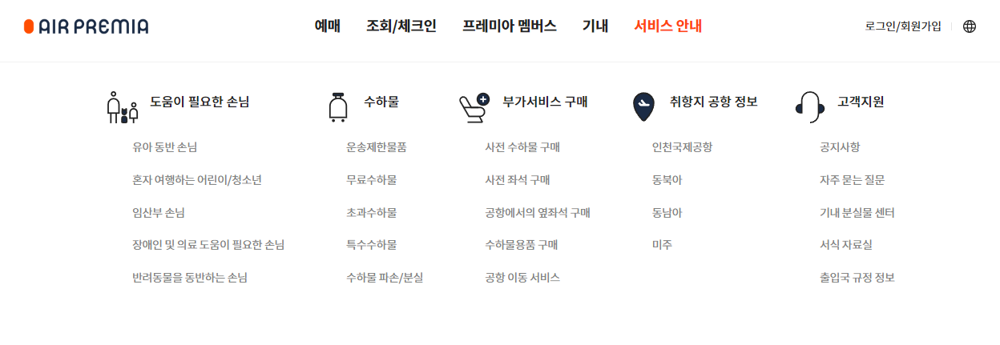 AIR PREMIA
예매
조회/체크인
프레미아 멤버스
기내
서비스 안내
로그인/회원가입
도움이 필요한 손님
유아 동반 손님
혼자 여행하는 어린이/청소년
임산부 손님
장애인 및 의료 도움이 필요한 손님
반려동물을 동반하는 손님
수하물
운송제한물품
무료수하물
초과수하물
특수수하물
수하물 파손/분실
부가서비스 구매
사전 수하물 구매
사전 좌석 구매
공항에서의 옆좌석 구매
수하물용품 구매
공항 이동 서비스
취항지 공항 정보
인천국제공항
동북아
동남아
미주
고객지원
공지사항
자주 묻는 질문
기내 분실물 센터
서식 자료실
출입국 규정 정보